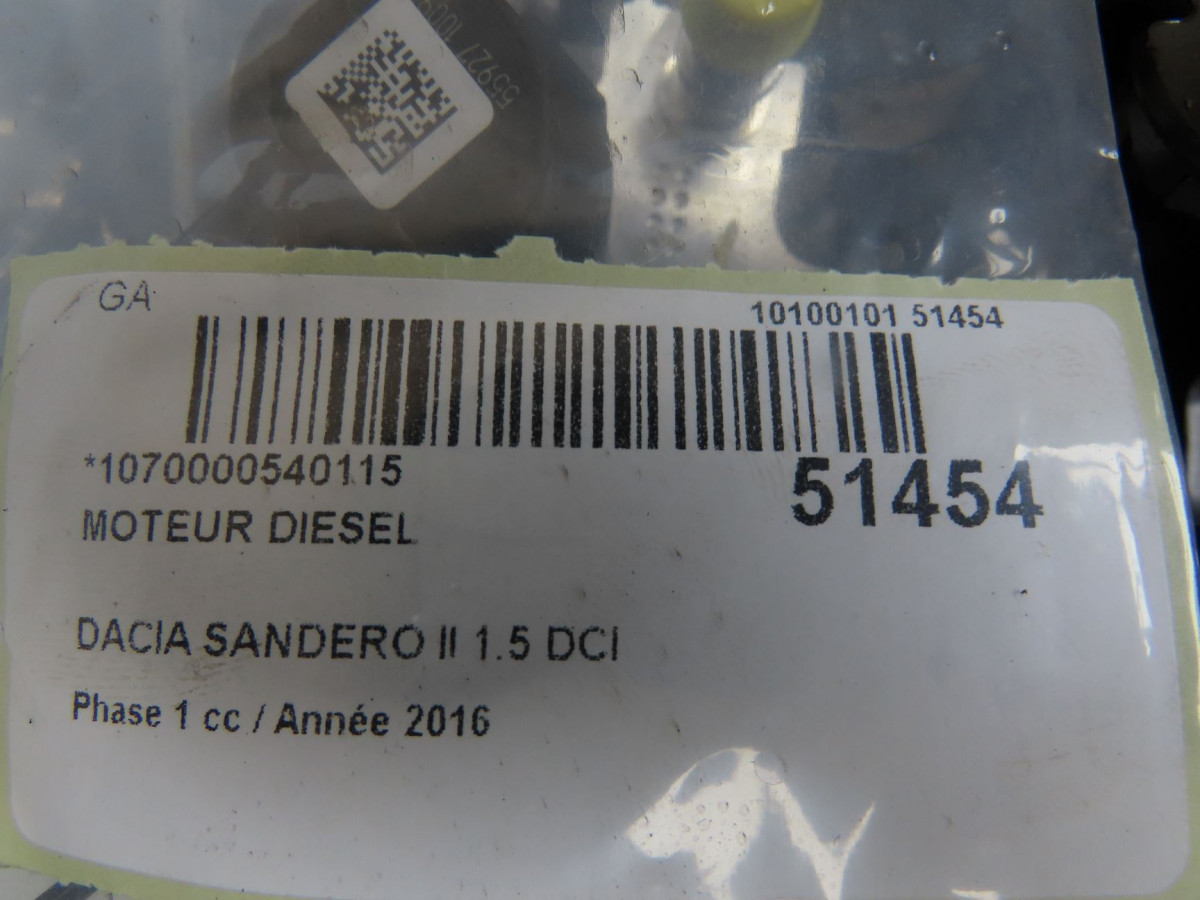 GA
10100101 51454
*1070000540115
51454
MOTEUR DIESEL
DACIA SANDERO II 1.5 DCI
Phase 1 cc / Année 2016